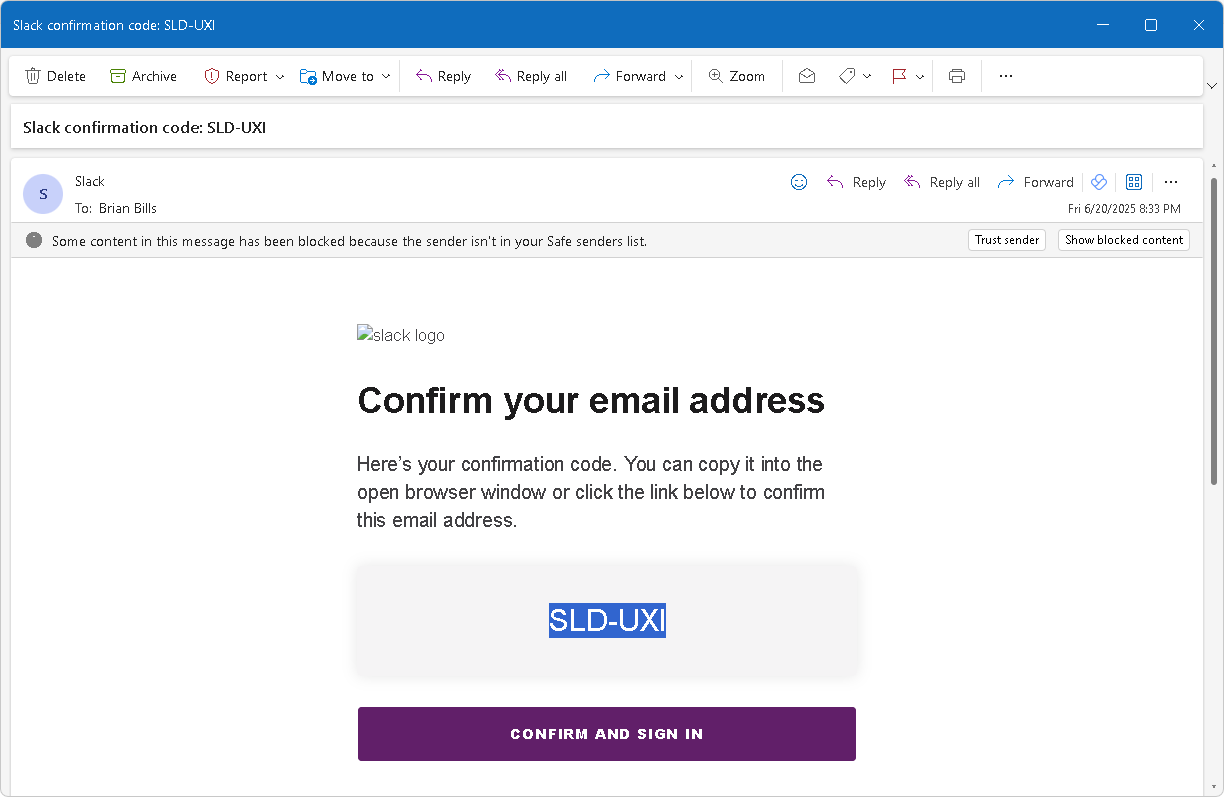 Slack confirmation code: SLD-UXI
Delete Archive Report Move to Reply Reply all Forward Zoom
Slack confirmation code: SLD-UXI
S
Slack
To: Brian Bills
Reply Reply all Forward
Fri 6/20/2025 8:33 PM
Some content in this message has been blocked because the sender isn't in your Safe senders list.
Trust sender Show blocked content
slack logo
Confirm your email address
Here’s your confirmation code. You can copy it into the
open browser window or click the link below to confirm
this email address.
SLD-UXI
CONFIRM AND SIGN IN